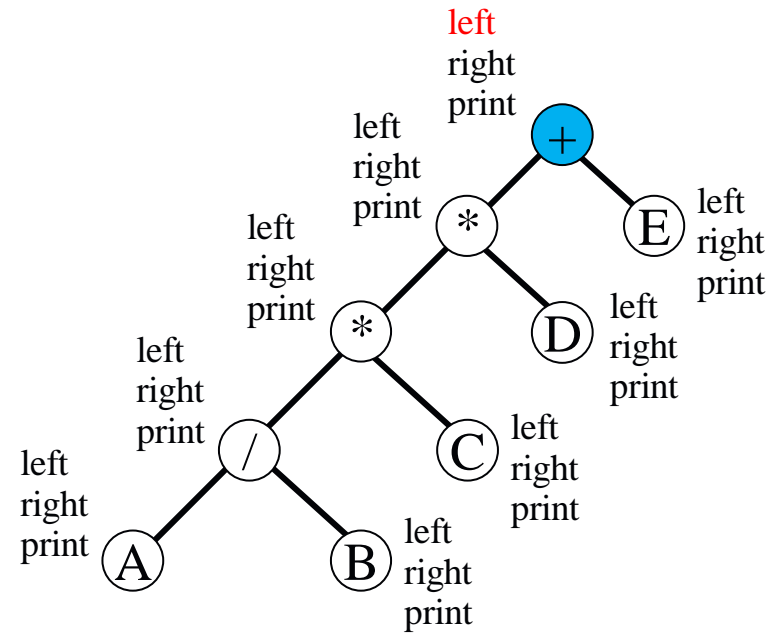 left
right
print
+
left
right
print
*
E
left
right
print
left
right
print
*
D
left
right
print
left
right
print
/
C
left
right
print
left
right
print
A
B
left
right
print